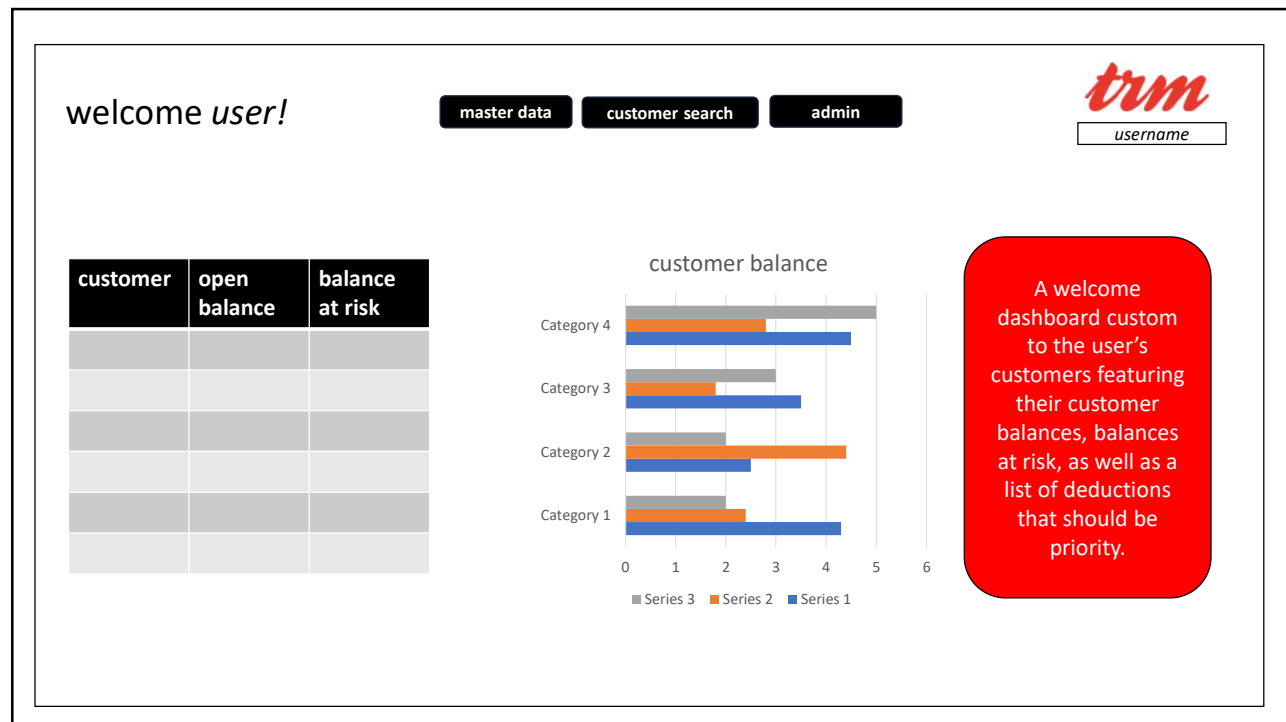 welcome user!
master data
customer search
admin
trm
username
customer
open
balance
balance
at risk
customer balance
Category 4
Category 3
Category 2
Category 1
0 1 2 3 4 5 6
Series 3 Series 2 Series 1
A welcome
dashboard custom
to the user’s
customers featuring
their customer
balances, balances
at risk, as well as a
list of deductions
that should be
priority.